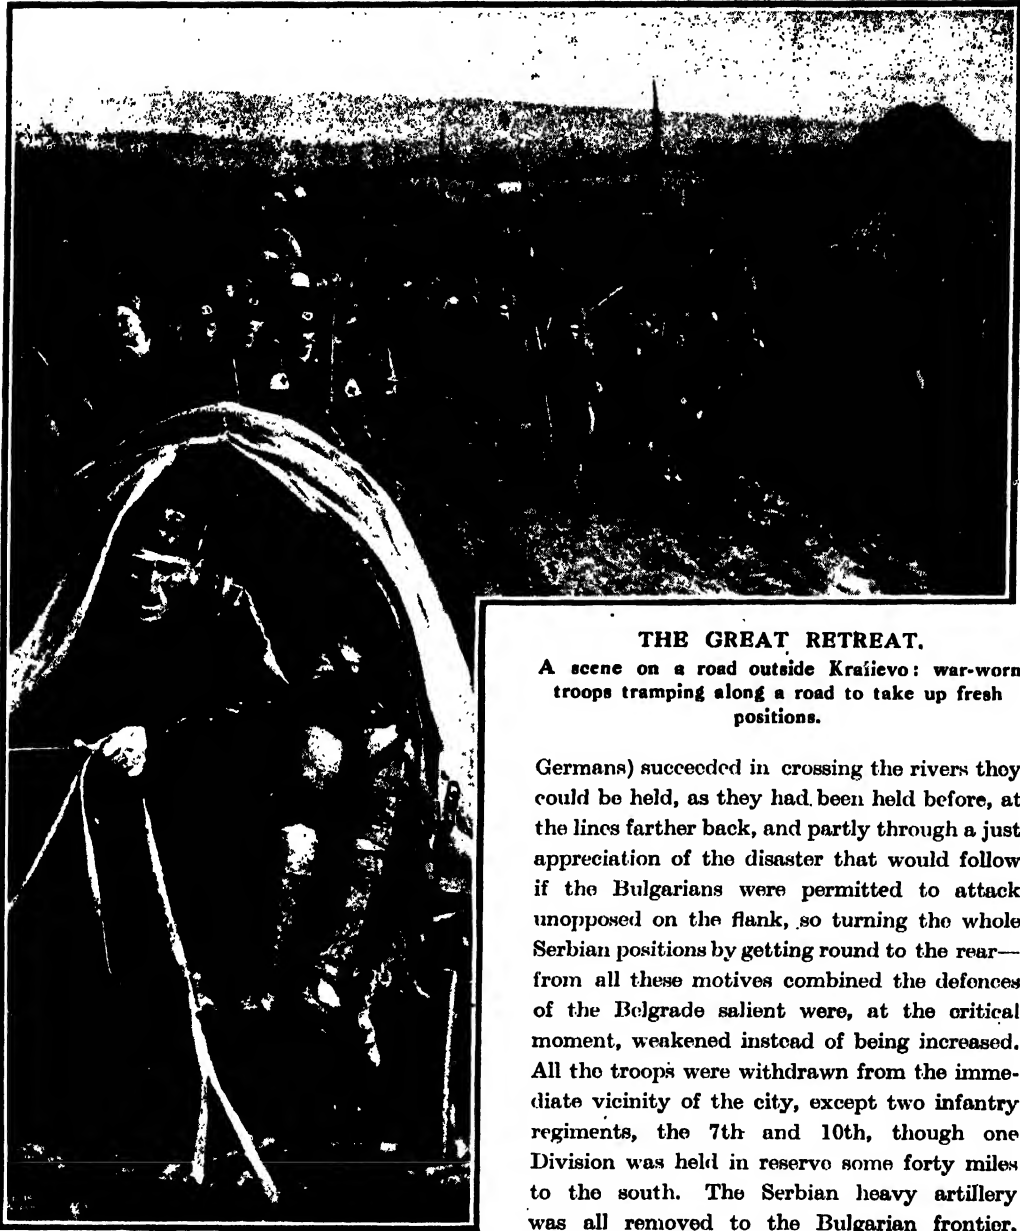 THE GREAT RETREAT.
A scene on a road outside Kralievo: war-worn
troops tramping along a road to take up fresh
positions.
Germans) succeeded in crossing the rivers they
could be held, as they had been held before, at
the lines farther back, and partly through a just
appreciation of the disaster that would follow
if the Bulgarians were permitted to attack
unopposed on the flank, so turning the whole
Serbian positions by getting round to the rear—
from all these motives combined the defences
of the Belgrade salient were, at the critical
moment, weakened instead of being increased.
All the troops were withdrawn from the imme-
diate vicinity of the city, except two infantry
regiments, the 7th and 10th, though one
Division was held in reserve some forty miles
to the south. The Serbian heavy artillery
was all removed to the Bulgarian frontier.